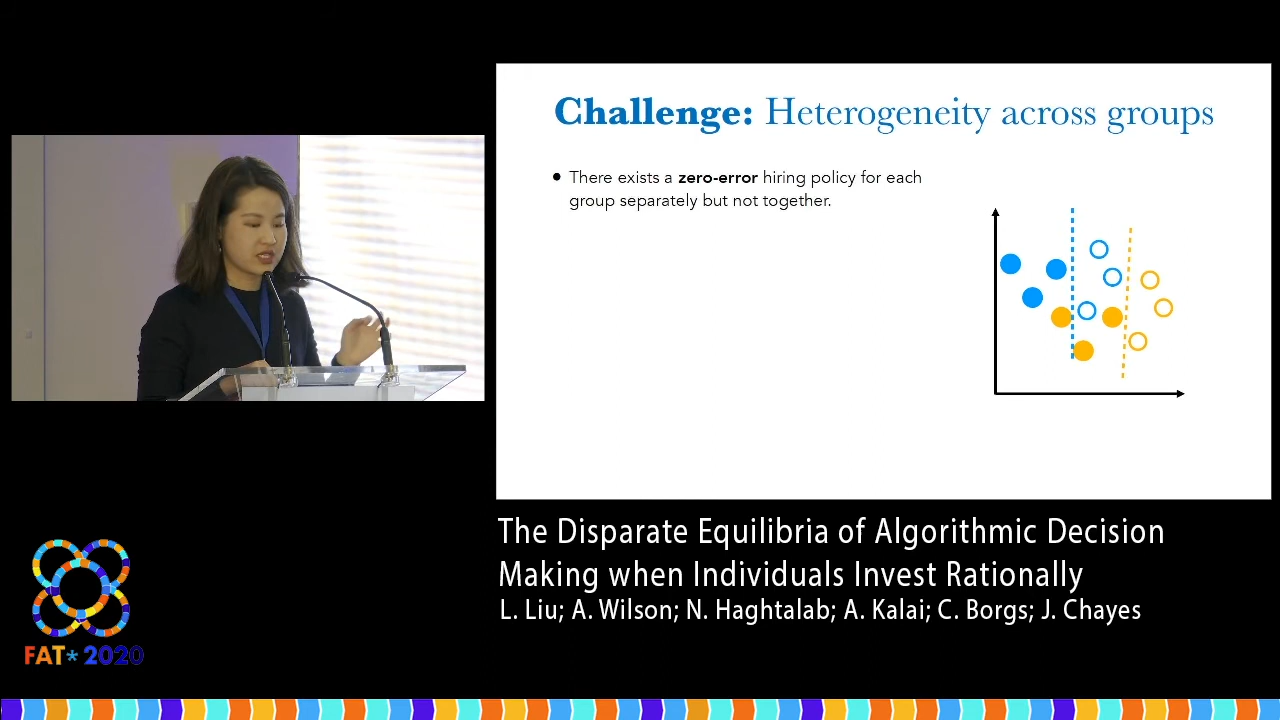 Challenge: Heterogeneity across groups
• There exists a zero-error hiring policy for each
group separately but not together.
The Disparate Equilibria of Algorithmic Decision
Making when Individuals Invest Rationally
L. Liu; A. Wilson; N. Haghtalab; A. Kalai; C. Borgs; J. Chayes
FAT* 2020